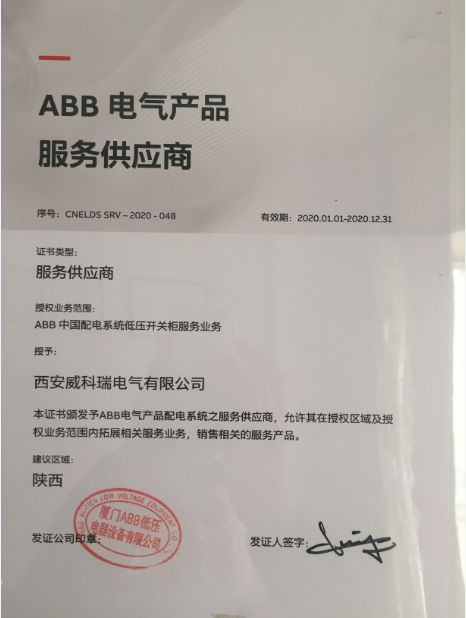 ABB 电气产品
服务供应商
序号：CNELDS SRV – 2020 - 048 有效期：2020.01.01-2020.12.31
证书类型：
服务供应商
授权业务范围：
ABB 中国配电系统低压开关柜服务业务
授予：
西安威科瑞电气有限公司
本证书颁发予ABB电气产品配电系统之服务供应商，允许其在授权区域及授
权业务范围内拓展相关服务业务，销售相关的服务产品。
建议区域：
陕西
LOW VOLTAGE EQUIPMENT
厦门ABB低压
电器设备有限公司
发证公司印章： 发证人签字：